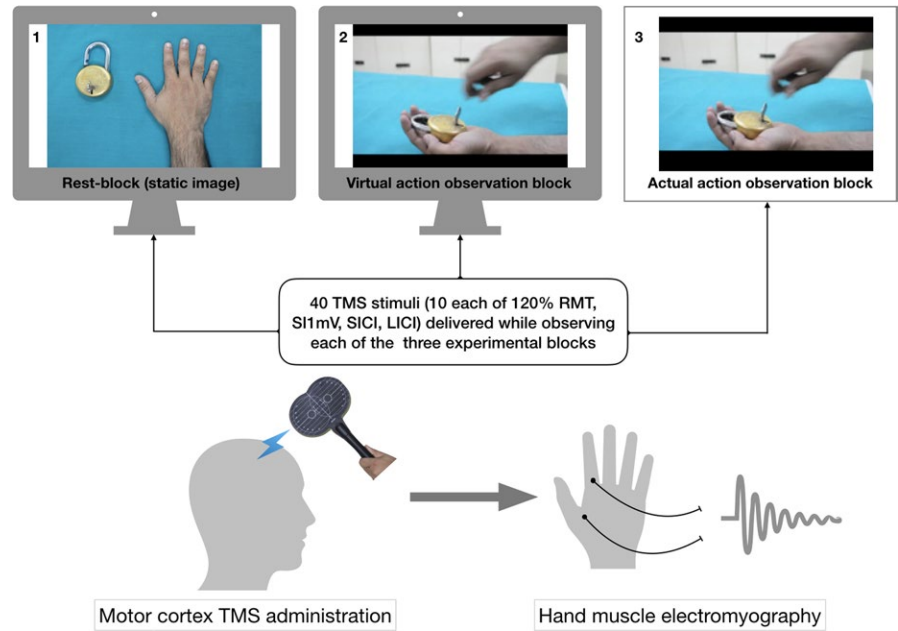 1
Rest-block (static image)
2
Virtual action observation block
3
Actual action observation block
40 TMS stimuli (10 each of 120% RMT,
SI1mV, SICI, LICI) delivered while observing
each of the three experimental blocks
Motor cortex TMS administration
Hand muscle electromyography